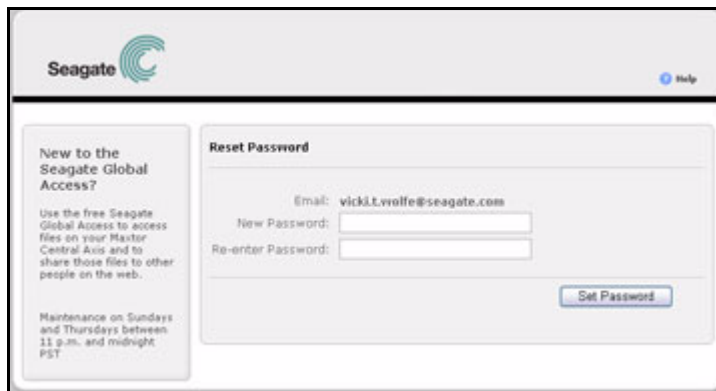 Seagate
Help
New to the
Seagate Global
Access?
Use the free Seagate
Global Access to access
files on your Maxtor
Central Axis and to
share those files to other
people on the web.
Maintenance on Sundays
and Thursdays between
11 p.m. and midnight
PST
Reset Password
Email: vicki.t.wolfe@seagate.com
New Password:
Re-enter Password:
Set Password